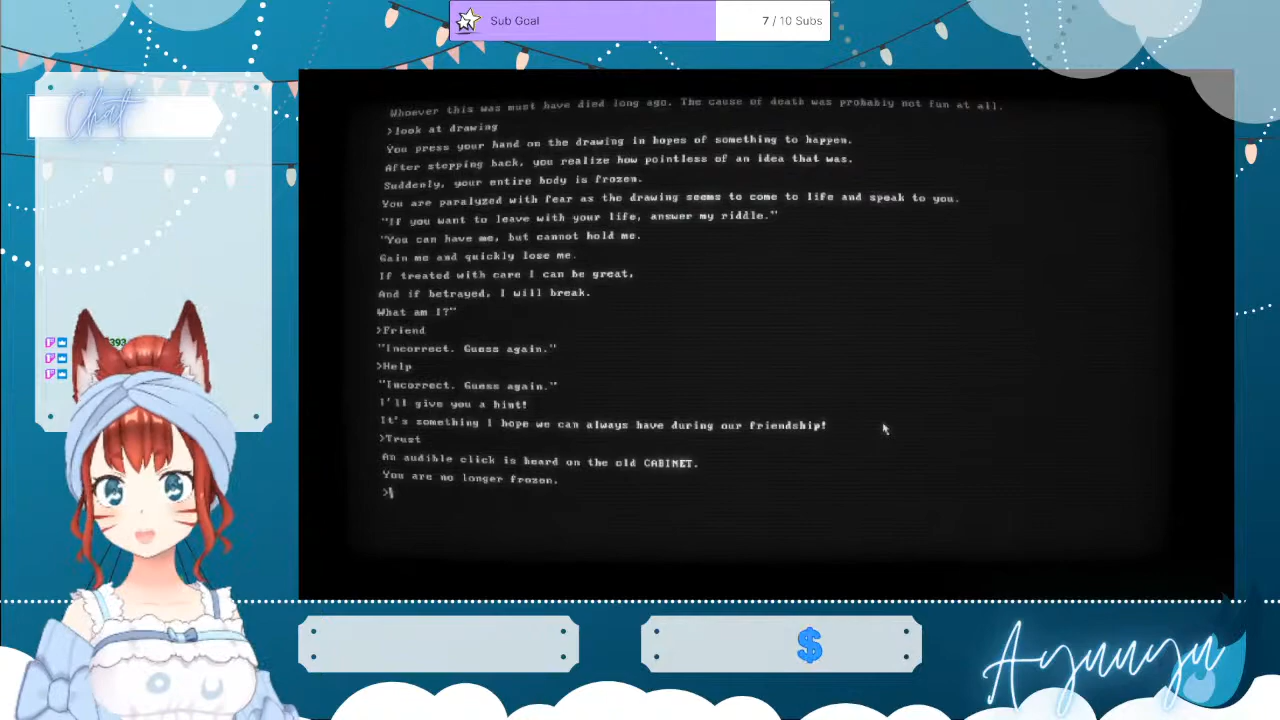 Sub Goal
7 / 10 Subs
Chat
393
Whoever this was must have died long ago. The cause of death was probably not fun at all.
>look at drawing
You press your hand on the drawing in hopes of something to happen.
After stepping back, you realize how pointless of an idea that was.
Suddenly, your entire body is frozen.
You are paralyzed with fear as the drawing seems to come to life and speak to you.
"If you want to leave with your life, answer my riddle."
"You can have me, but cannot hold me.
Gain me and quickly lose me.
If treated with care I can be great,
And if betrayed, I will break.
What am I?"
>Friend
"Incorrect. Guess again."
>Help
"Incorrect. Guess again."
I'll give you a hint!
It's something I hope we can always have during our friendship!
>Trust
An audible click is heard on the old CABINET.
You are no longer frozen.
>
$